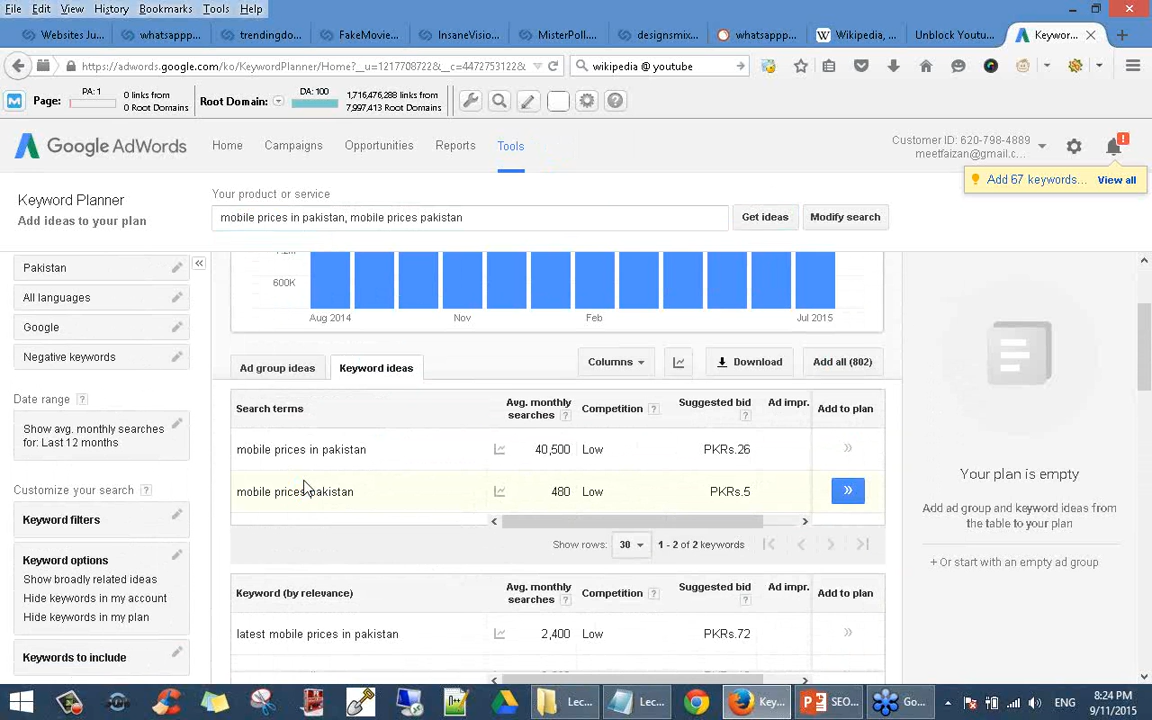 File Edit View History Bookmarks Tools Help
Websites Ju... whatsappp... trendingdo... FakeMovie... InsaneVisio... MisterPoll.... designsmix... whatsappp... Wikipedia, ... Unblock Youtu... Keywor...
https://adwords.google.com/ko/KeywordPlanner/Home?__u=1217708722&__c=4472753122& wikipedia @ youtube
Page: PA: 1 0 links from 0 Root Domains Root Domain: DA: 100 1,716,476,288 links from 7,997,413 Root Domains
Google AdWords Home Campaigns Opportunities Reports Tools
Customer ID: 620-798-4889
meetfaizan@gmail.c...
Add 67 keywords... View all
Keyword Planner
Add ideas to your plan
Your product or service
mobile prices in pakistan, mobile prices pakistan
Get ideas Modify search
Pakistan
All languages
Google
Negative keywords
Date range ?
Show avg. monthly searches
for: Last 12 months
Customize your search ?
Keyword filters
Keyword options
Show broadly related ideas
Hide keywords in my account
Hide keywords in my plan
Keywords to include
600K
Aug 2014 Nov Feb Jul 2015
Ad group ideas Keyword ideas Columns Download Add all (802)
Search terms Avg. monthly searches ? Competition ? Suggested bid ? Ad impr. Add to plan
mobile prices in pakistan 40,500 Low PKRs.26 »
mobile prices pakistan 480 Low PKRs.5 »
Show rows: 30 1 - 2 of 2 keywords
Keyword (by relevance) Avg. monthly searches ? Competition ? Suggested bid ? Ad impr. Add to plan
latest mobile prices in pakistan 2,400 Low PKRs.72 »
Your plan is empty
Add ad group and keyword ideas from
the table to your plan
+ Or start with an empty ad group
Lec... Lec... Key... SEO... Go... ENG 8:24 PM
9/11/2015